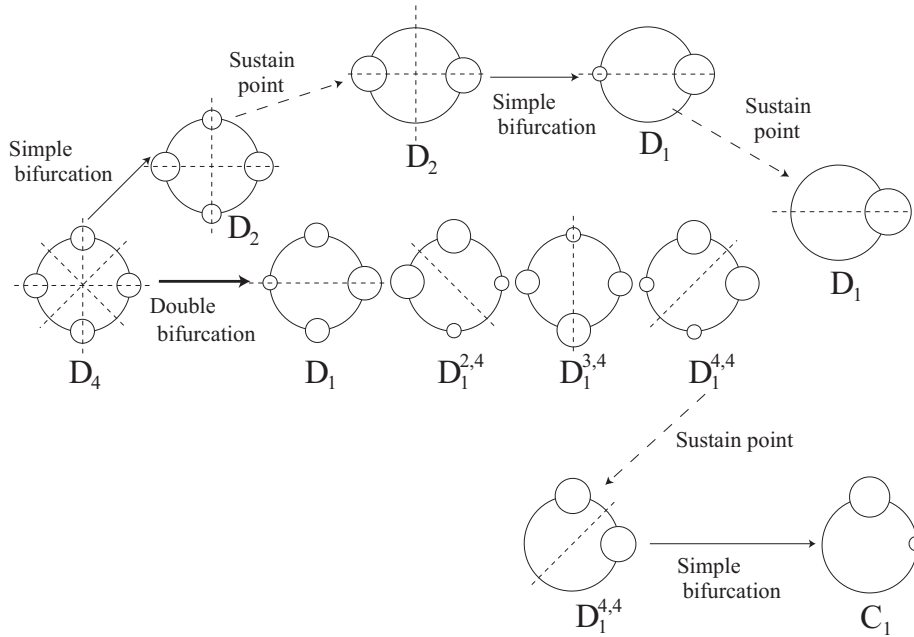 Sustain
point
Simple
bifurcation
D₂
Simple
bifurcation
D₁
Sustain
point
D₂
D₁
D₄
Double
bifurcation
D₁
D₁^{2,4}
D₁^{3,4}
D₁^{4,4}
Sustain point
D₁^{4,4}
Simple
bifurcation
C₁